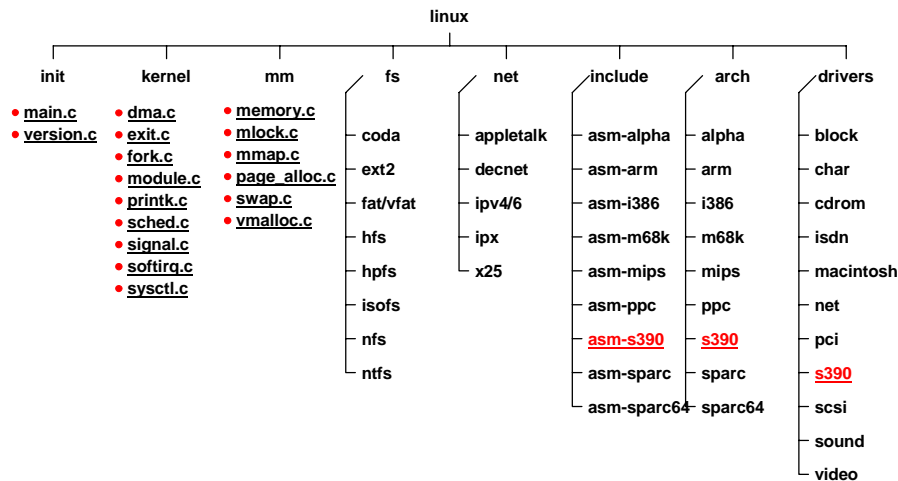 linux
init
main.c
version.c
kernel
dma.c
exit.c
fork.c
module.c
printk.c
sched.c
signal.c
softirq.c
sysctl.c
mm
memory.c
mlock.c
mmap.c
page_alloc.c
swap.c
vmalloc.c
fs
coda
ext2
fat/vfat
hfs
hpfs
isofs
nfs
ntfs
net
appletalk
decnet
ipv4/6
ipx
x25
include
asm-alpha
asm-arm
asm-i386
asm-m68k
asm-mips
asm-ppc
asm-s390
asm-sparc
asm-sparc64
arch
alpha
arm
i386
m68k
mips
ppc
s390
sparc
sparc64
drivers
block
char
cdrom
isdn
macintosh
net
pci
s390
scsi
sound
video